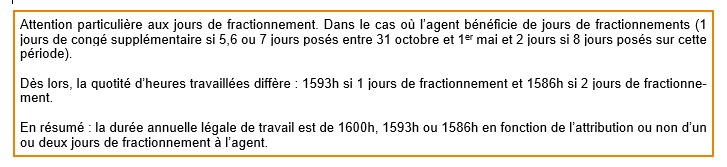 Attention particulière aux jours de fractionnement. Dans le cas où l'agent bénéficie de jours de fractionnements (1
jours de congé supplémentaire si 5,6 ou 7 jours posés entre 31 octobre et 1er mai et 2 jours si 8 jours posés sur cette
période).
Dès lors, la quotité d'heures travaillées diffère : 1593h si 1 jours de fractionnement et 1586h si 2 jours de fractionne-
ment.
En résumé : la durée annuelle légale de travail est de 1600h, 1593h ou 1586h en fonction de l'attribution ou non d'un
ou deux jours de fractionnement à l'agent.